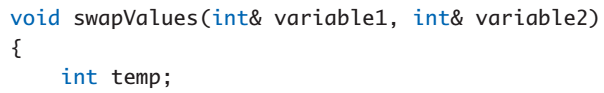 void swapValues(int& variable1, int& variable2)
{
    int temp;